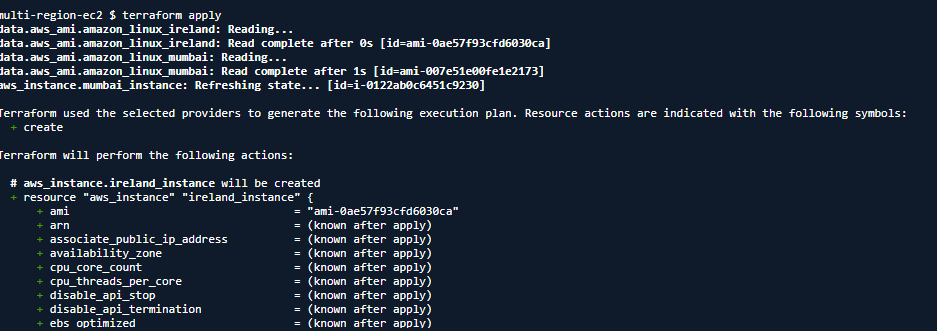 multi-region-ec2 $ terraform apply
data.aws_ami.amazon_linux_ireland: Reading...
data.aws_ami.amazon_linux_ireland: Read complete after 0s [id=ami-0ae57f93cfd6030ca]
data.aws_ami.amazon_linux_mumbai: Reading...
data.aws_ami.amazon_linux_mumbai: Read complete after 1s [id=ami-007e51e00fe1e2173]
aws_instance.mumbai_instance: Refreshing state... [id=i-0122ab0c6451c9230]
Terraform used the selected providers to generate the following execution plan. Resource actions are indicated with the following symbols:
+ create
Terraform will perform the following actions:
# aws_instance.ireland_instance will be created
+ resource "aws_instance" "ireland_instance" {
+ ami = "ami-0ae57f93cfd6030ca"
+ arn = (known after apply)
+ associate_public_ip_address = (known after apply)
+ availability_zone = (known after apply)
+ cpu_core_count = (known after apply)
+ cpu_threads_per_core = (known after apply)
+ disable_api_stop = (known after apply)
+ disable_api_termination = (known after apply)
+ ebs_optimized = (known after apply)